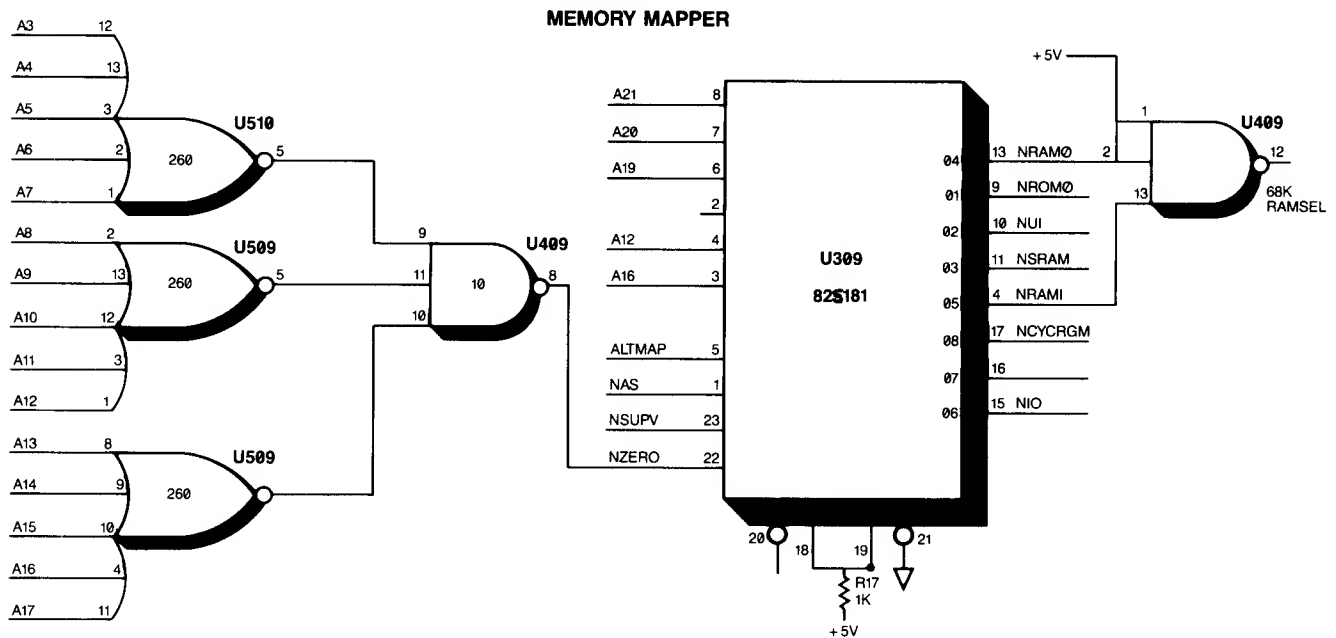 MEMORY MAPPER
A3 12
A4 13
A5 3
A6 2
A7 1
U510
260
5
A8 2
A9 13
A10 12
A11 3
A12 1
U509
260
5
A13 8
A14 9
A15 10
A16 4
A17 11
U509
260
9
11
10
U409
10
8
A21 8
A20 7
A19 6
2
A12 4
A16 3
ALTMAP 5
NAS 1
NSUPV 23
NZERO 22
U309
82S181
04 13 NRAMØ
01 9 NROMØ
02 10 NUI
03 11 NSRAM
05 4 NRAMI
08 17 NCYCRGM
07 16
06 15 NIO
20
18
19
21
R17
1K
+5V
+5V
1
2
13
U409
12
68K
RAMSEL